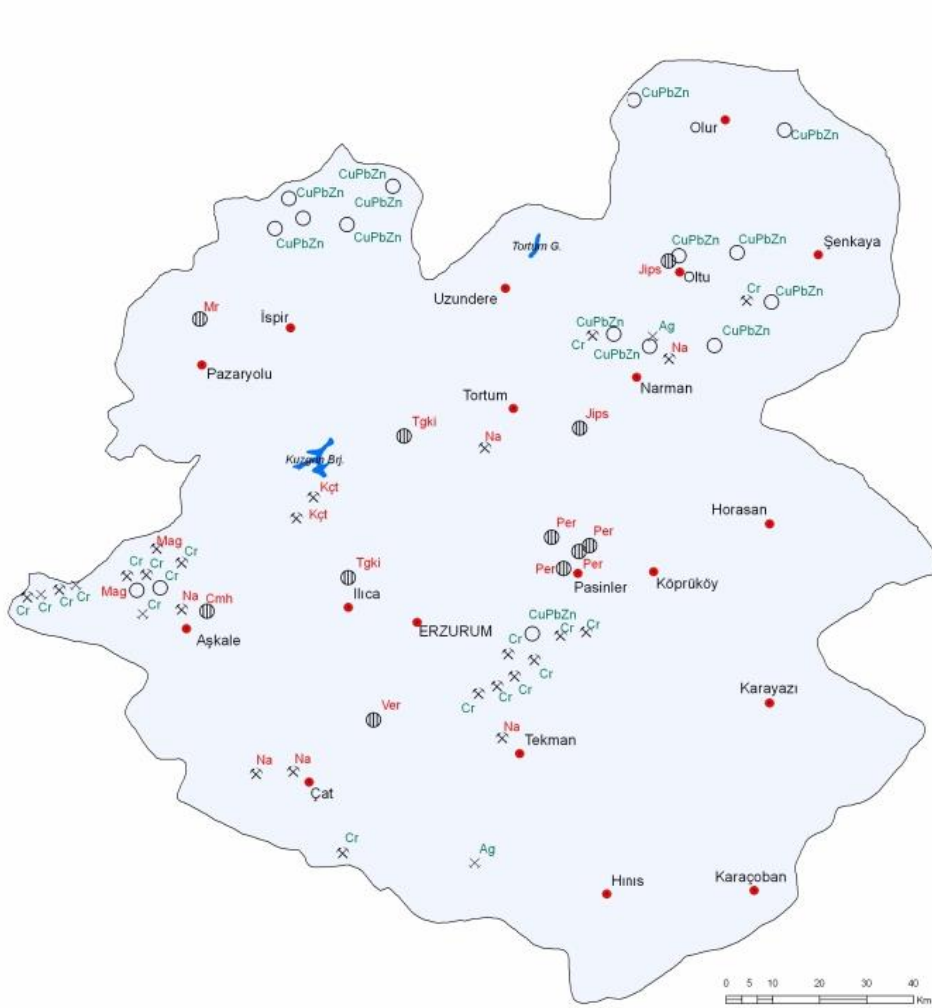 CuPbZn
Olur
CuPbZn
CuPbZn
CuPbZn
CuPbZn
CuPbZn
CuPbZn
Tortum G.
CuPbZn
CuPbZn
Şenkaya
Jips
Oltu
Uzundere
Cr
CuPbZn
Mr
İspir
CuPbZn
Ag
Cr
CuPbZn
CuPbZn
Na
Pazaryolu
Narman
Tortum
Tgki
Jips
Na
Kuzgun Brj.
Kçt
Kçt
Horasan
Per
Per
Mag
Cr
Cr
Cr
Cr
Tgki
Per
Per
Pasinler
Köprüköy
Mag
Cr
Cr
Cr
Cr
Cr
Na
Cmh
Ilıca
Aşkale
ERZURUM
CuPbZn
Cr
Cr
Cr
Cr
Cr
Cr
Cr
Karayazı
Ver
Na
Tekman
Na
Na
Çat
Cr
Ag
Hınıs
Karaçoban
0 5 10 20 30 40
Km